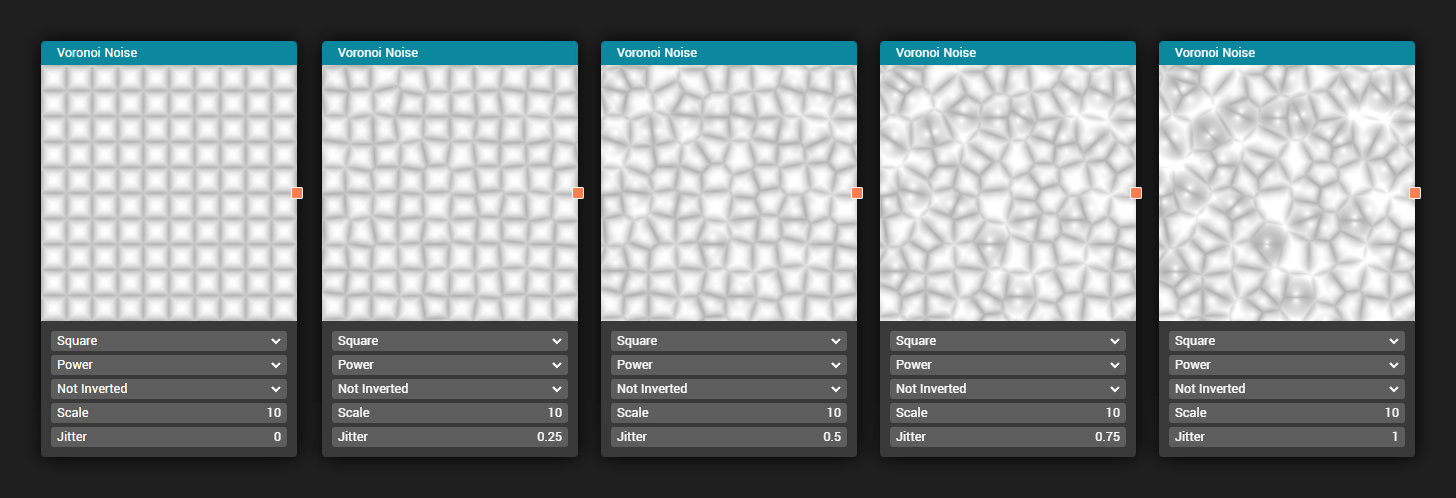 Voronoi Noise
Square
Power
Not Inverted
Scale 10
Jitter 0
Voronoi Noise
Square
Power
Not Inverted
Scale 10
Jitter 0.25
Voronoi Noise
Square
Power
Not Inverted
Scale 10
Jitter 0.5
Voronoi Noise
Square
Power
Not Inverted
Scale 10
Jitter 0.75
Voronoi Noise
Square
Power
Not Inverted
Scale 10
Jitter 1